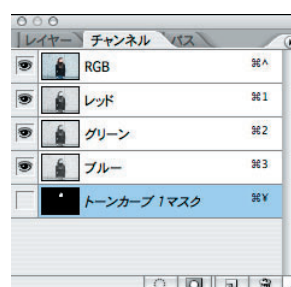 レイヤー チャンネル パス
RGB ⌘^
レッド ⌘1
グリーン ⌘2
ブルー ⌘3
トーンカーブ 1 マスク ⌘¥